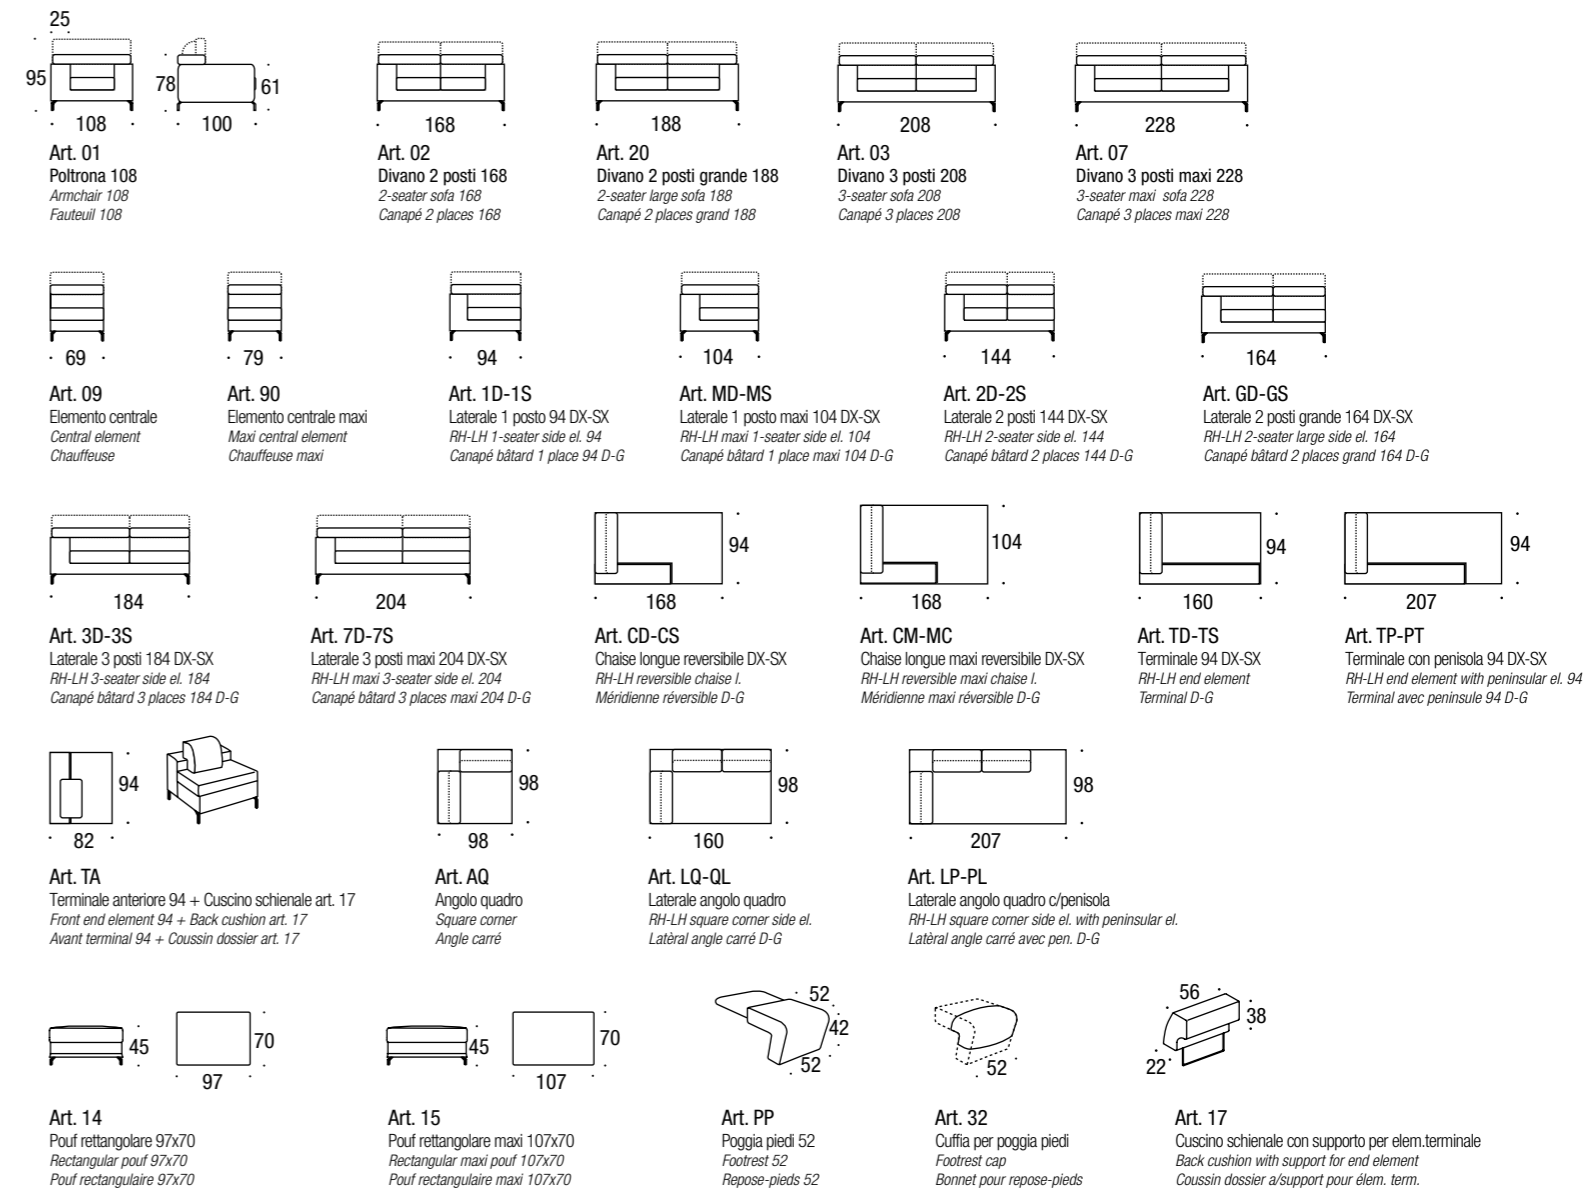 25
95
78
61
108
100
168
188
208
228
Art. 01
Poltrona 108
Armchair 108
Fauteuil 108
Art. 02
Divano 2 posti 168
2-seater sofa 168
Canapé 2 places 168
Art. 20
Divano 2 posti grande 188
2-seater large sofa 188
Canapé 2 places grand 188
Art. 03
Divano 3 posti 208
3-seater sofa 208
Canapé 3 places 208
Art. 07
Divano 3 posti maxi 228
3-seater maxi sofa 228
Canapé 3 places maxi 228
69
79
94
104
144
164
Art. 09
Elemento centrale
Central element
Chauffeuse
Art. 90
Elemento centrale maxi
Maxi central element
Chauffeuse maxi
Art. 1D-1S
Laterale 1 posto 94 DX-SX
RH-LH 1-seater side el. 94
Canapé bâtard 1 place 94 D-G
Art. MD-MS
Laterale 1 posto maxi 104 DX-SX
RH-LH maxi 1-seater side el. 104
Canapé bâtard 1 place maxi 104 D-G
Art. 2D-2S
Laterale 2 posti 144 DX-SX
RH-LH 2-seater side el. 144
Canapé bâtard 2 places 144 D-G
Art. GD-GS
Laterale 2 posti grande 164 DX-SX
RH-LH 2-seater large side el. 164
Canapé bâtard 2 places grand 164 D-G
184
204
94
168
104
168
94
160
94
207
Art. 3D-3S
Laterale 3 posti 184 DX-SX
RH-LH 3-seater side el. 184
Canapé bâtard 3 places 184 D-G
Art. 7D-7S
Laterale 3 posti maxi 204 DX-SX
RH-LH maxi 3-seater side el. 204
Canapé bâtard 3 places maxi 204 D-G
Art. CD-CS
Chaise longue reversibile DX-SX
RH-LH reversible chaise l.
Méridienne réversible D-G
Art. CM-MC
Chaise longue maxi reversibile DX-SX
RH-LH reversible maxi chaise l.
Méridienne maxi réversible D-G
Art. TD-TS
Terminale 94 DX-SX
RH-LH end element
Terminal D-G
Art. TP-PT
Terminale con penisola 94 DX-SX
RH-LH end element with peninsular el. 94
Terminal avec peninsule 94 D-G
94
82
98
98
98
160
98
207
Art. TA
Terminale anteriore 94 + Cuscino schienale art. 17
Front end element 94 + Back cushion art. 17
Avant terminal 94 + Coussin dossier art. 17
Art. AQ
Angolo quadro
Square corner
Angle carré
Art. LQ-QL
Laterale angolo quadro
RH-LH square corner side el.
Latèral angle carré D-G
Art. LP-PL
Laterale angolo quadro c/penisola
RH-LH square corner side el. with peninsular el.
Latèral angle carré avec pen. D-G
45
70
97
45
70
107
52
42
52
52
56
38
22
Art. 14
Pouf rettangolare 97x70
Rectangular pouf 97x70
Pouf rectangulaire 97x70
Art. 15
Pouf rettangolare maxi 107x70
Rectangular maxi pouf 107x70
Pouf rectangulaire maxi 107x70
Art. PP
Poggia piedi 52
Footrest 52
Repose-pieds 52
Art. 32
Cuffia per poggia piedi
Footrest cap
Bonnet pour repose-pieds
Art. 17
Cuscino schienale con supporto per elem.terminale
Back cushion with support for end element
Coussin dossier a/support pour élém. term.